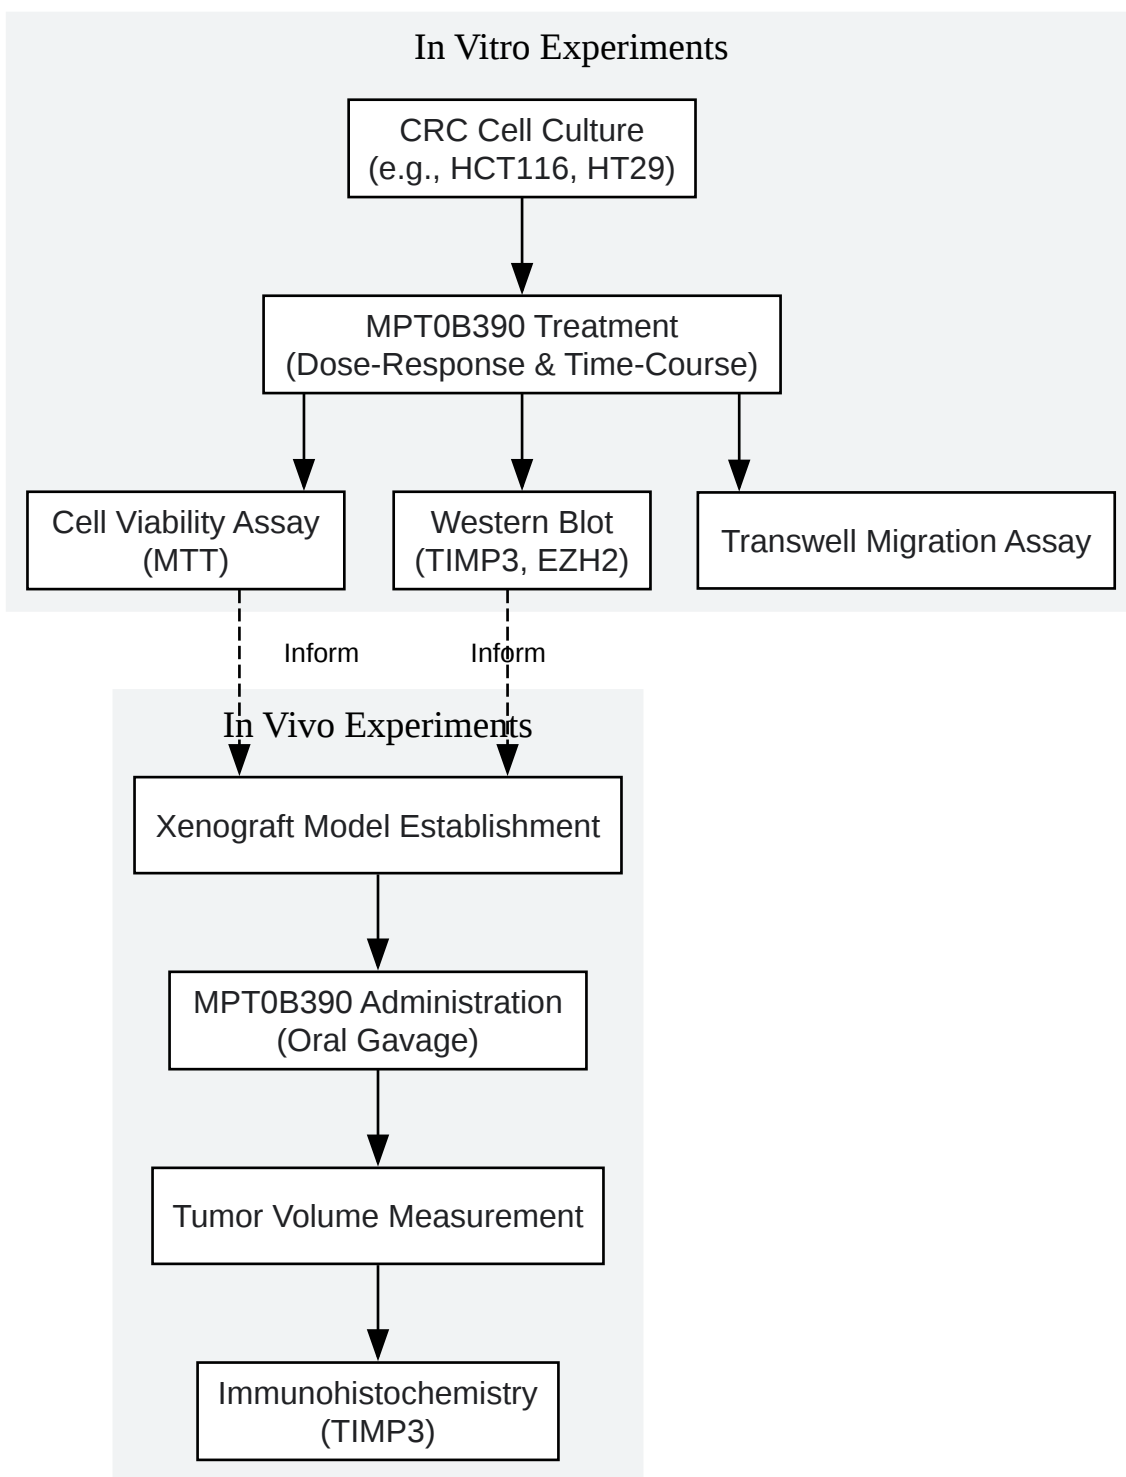 In Vitro Experiments
CRC Cell Culture
(e.g., HCT116, HT29)
MPT0B390 Treatment
(Dose-Response & Time-Course)
Cell Viability Assay
(MTT)
Western Blot
(TIMP3, EZH2)
Transwell Migration Assay
Inform
Inform
In Vivo Experiments
Xenograft Model Establishment
MPT0B390 Administration
(Oral Gavage)
Tumor Volume Measurement
Immunohistochemistry
(TIMP3)